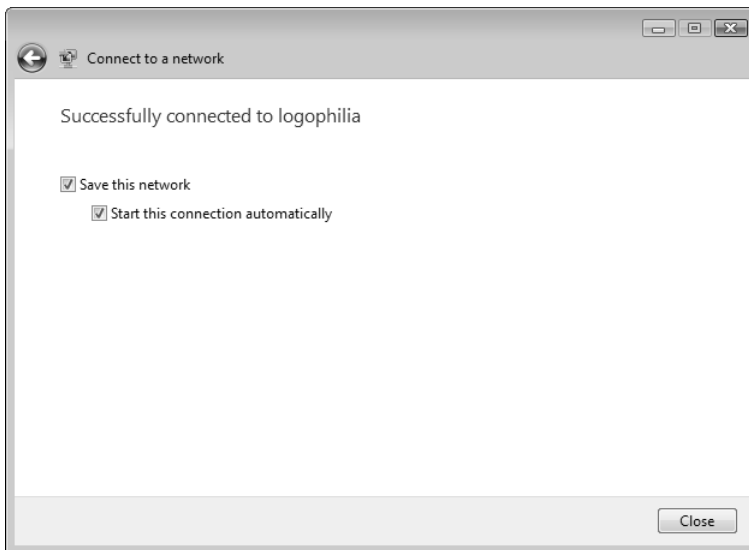 Connect to a network
Successfully connected to logophilia
Save this network
Start this connection automatically
Close